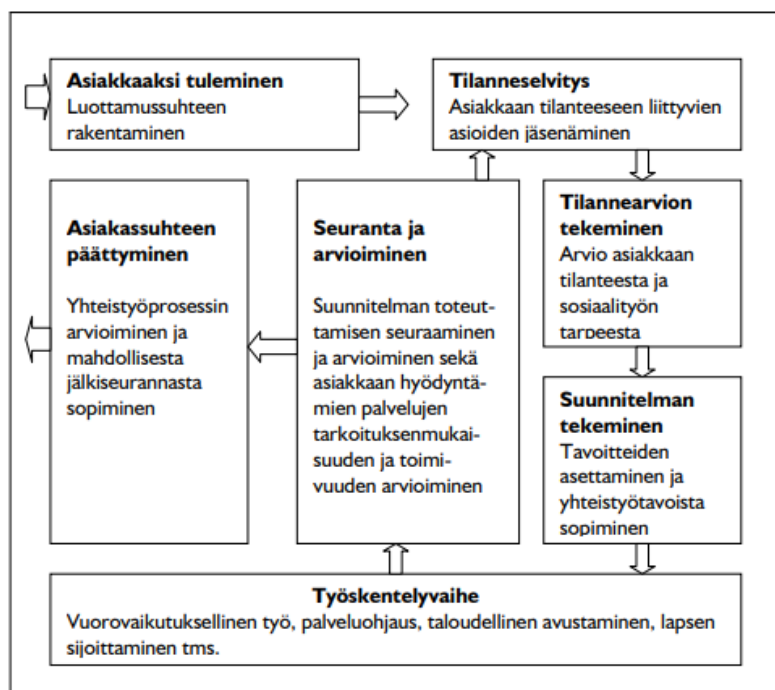 Asiakkaaksi tuleminen
Luottamussuhteen
rakentaminen
Tilanneselvitys
Asiakkaan tilanteeseen liittyvien
asioiden jäsenäminen
Tilannearvion
tekeminen
Arvio asiakkaan
tilanteesta ja
sosiaalityön
tarpeesta
Suunnitelman
tekeminen
Tavoitteiden
asettaminen ja
yhteistyötavoista
sopiminen
Työskentelyvaihe
Vuorovaikutuksellinen työ, palveluohjaus, taloudellinen avustaminen, lapsen
sijoittaminen tms.
Seuranta ja
arvioiminen
Suunnitelman toteut-
tamisen seuraaminen
ja arvioiminen sekä
asiakkaan hyödyntä-
mien palvelujen
tarkoituksenmukai-
suuden ja toimi-
vuuden arvioiminen
Asiakassuhteen
päättyminen
Yhteistyöprosessin
arvioiminen ja
mahdollisesta
jälkiseurannasta
sopiminen